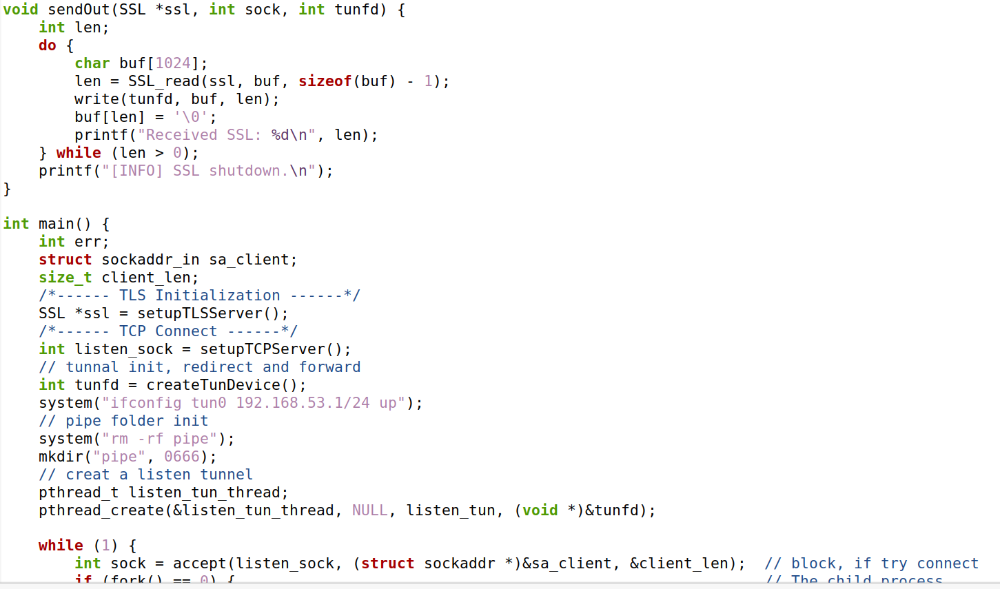 void sendOut(SSL *ssl, int sock, int tunfd) {
    int len;
    do {
        char buf[1024];
        len = SSL_read(ssl, buf, sizeof(buf) - 1);
        write(tunfd, buf, len);
        buf[len] = '\0';
        printf("Received SSL: %d\n", len);
    } while (len > 0);
    printf("[INFO] SSL shutdown.\n");
}

int main() {
    int err;
    struct sockaddr_in sa_client;
    size_t client_len;
    /*------ TLS Initialization ------*/
    SSL *ssl = setupTLSServer();
    /*------ TCP Connect ------*/
    int listen_sock = setupTCPServer();
    // tunnal init, redirect and forward
    int tunfd = createTunDevice();
    system("ifconfig tun0 192.168.53.1/24 up");
    // pipe folder init
    system("rm -rf pipe");
    mkdir("pipe", 0666);
    // creat a listen tunnel
    pthread_t listen_tun_thread;
    pthread_create(&listen_tun_thread, NULL, listen_tun, (void *)&tunfd);

    while (1) {
        int sock = accept(listen_sock, (struct sockaddr *)&sa_client, &client_len);  // block, if try connect
        if (fork() == 0) {                                                           // The child process